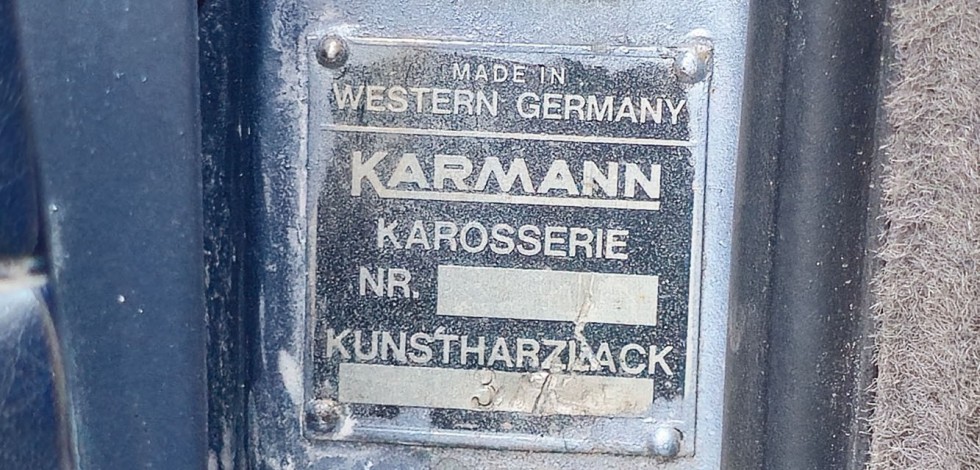 MADE IN
WESTERN GERMANY
KARMANN
KAROSSERIE
NR.
KUNSTHARZLACK
3